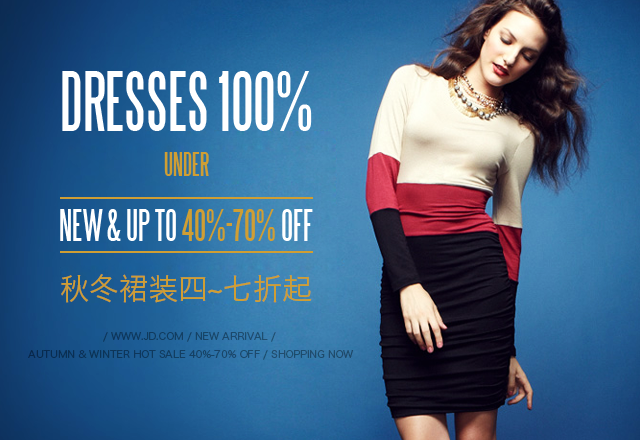 DRESSES 100%
UNDER
NEW & UP TO 40%-70% OFF
秋冬裙装四~七折起
/ WWW.JD.COM / NEW ARRIVAL /
AUTUMN & WINTER HOT SALE 40%-70% OFF / SHOPPING NOW